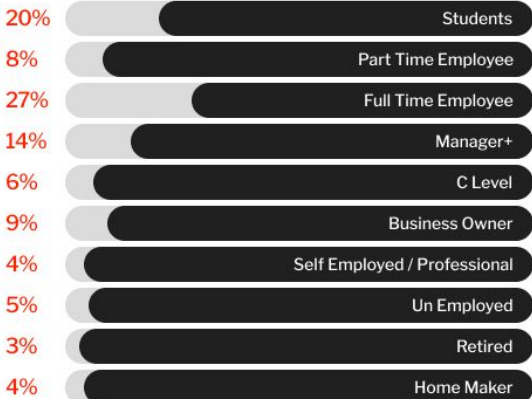 20% Students
8% Part Time Employee
27% Full Time Employee
14% Manager+
6% C Level
9% Business Owner
4% Self Employed / Professional
5% Un Employed
3% Retired
4% Home Maker